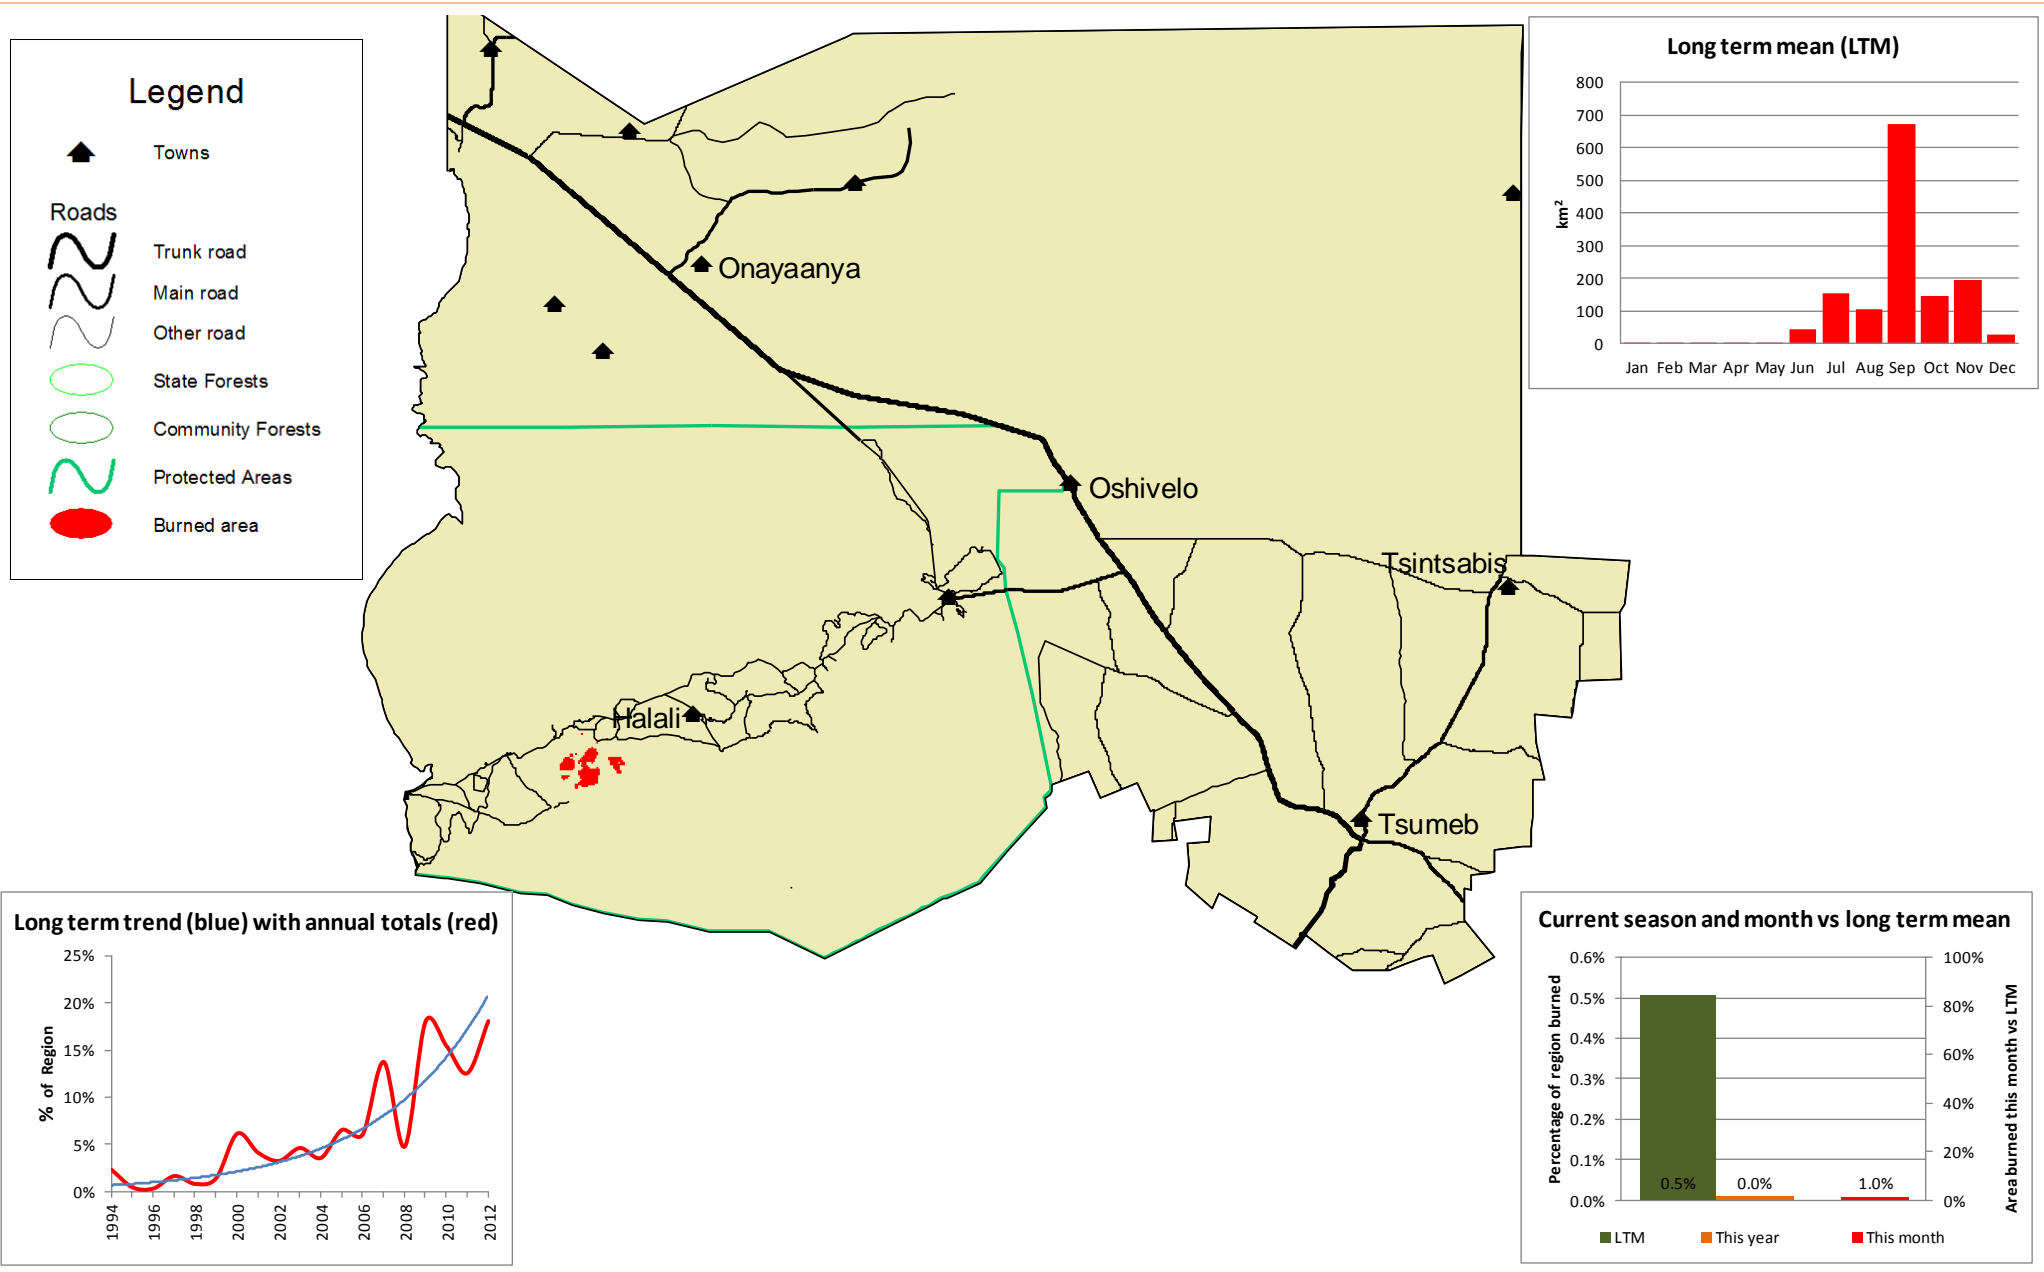 Legend
Towns
Roads
Trunk road
Main road
Other road
State Forests
Community Forests
Protected Areas
Burned area
Onayaanya
Oshivelo
Tsintsabis
Halali
Tsumeb
Long term mean (LTM)
km²
800
700
600
500
400
300
200
100
0
Jan Feb Mar Apr May Jun Jul Aug Sep Oct Nov Dec
Long term trend (blue) with annual totals (red)
% of Region
25%
20%
15%
10%
5%
0%
1994 1996 1998 2000 2002 2004 2006 2008 2010 2012
Current season and month vs long term mean
Percentage of region burned
0.6%
0.5%
0.4%
0.3%
0.2%
0.1%
0.0%
0.5% 0.0% 1.0%
100%
80%
60%
40%
20%
0%
Area burned this month vs LTM
LTM This year This month